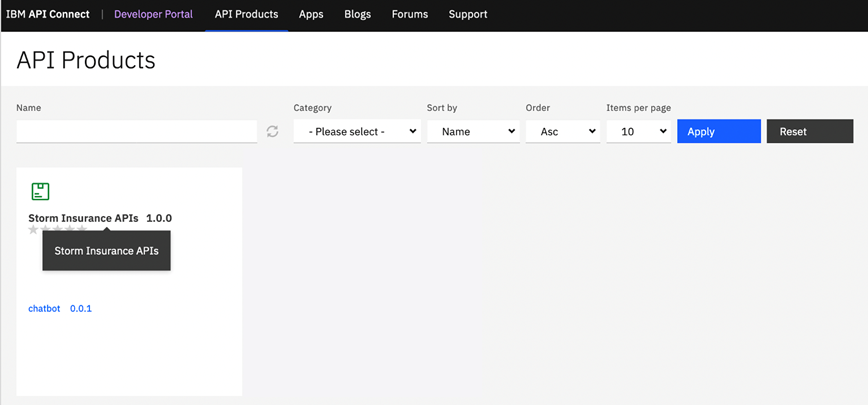 IBM API Connect | Developer Portal API Products Apps Blogs Forums Support
API Products
Name Category Sort by Order Items per page
- Please select - Name Asc 10 Apply Reset
Storm Insurance APIs 1.0.0
Storm Insurance APIs
chatbot 0.0.1